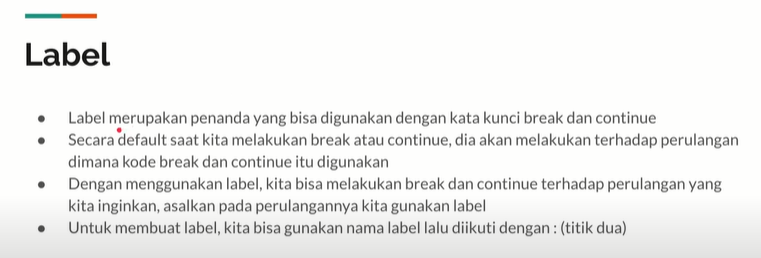 Label
● Label merupakan penanda yang bisa digunakan dengan kata kunci break dan continue
● Secara default saat kita melakukan break atau continue, dia akan melakukan terhadap perulangan
dimana kode break dan continue itu digunakan
● Dengan menggunakan label, kita bisa melakukan break dan continue terhadap perulangan yang
kita inginkan, asalkan pada perulangannya kita gunakan label
● Untuk membuat label, kita bisa gunakan nama label lalu diikuti dengan : (titik dua)